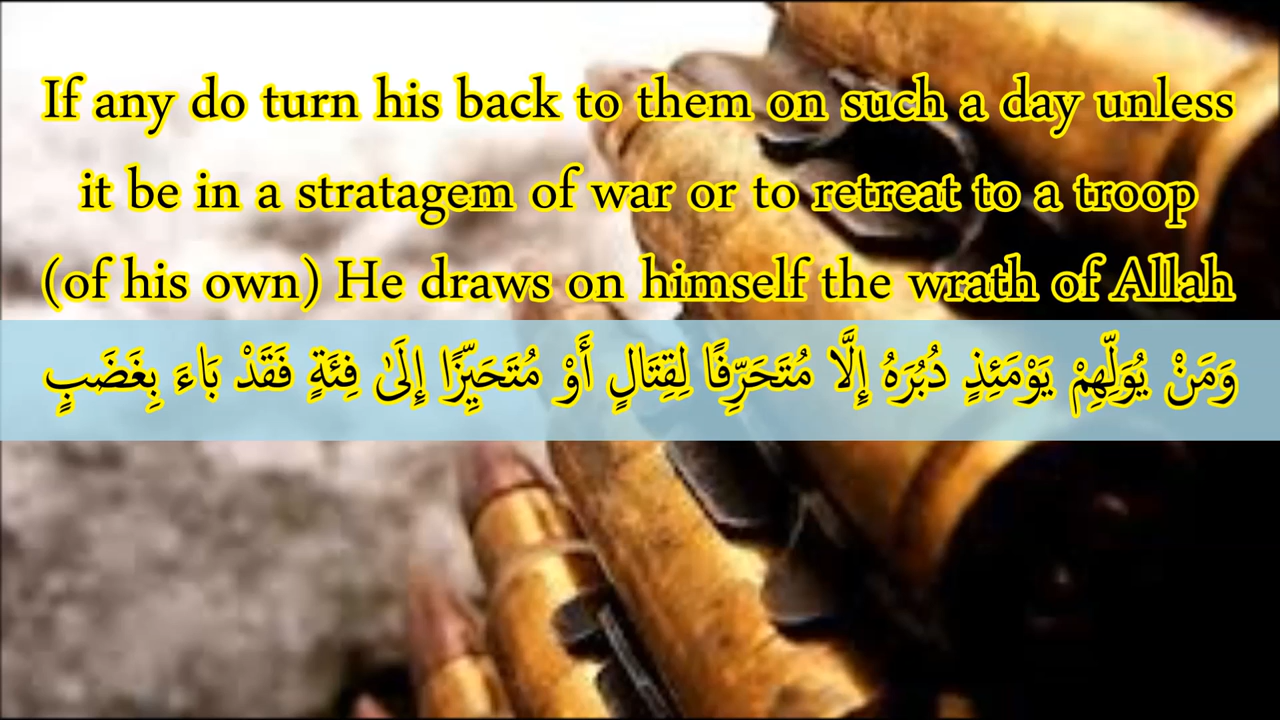 If any do turn his back to them on such a day unless
it be in a stratagem of war or to retreat to a troop
(of his own) He draws on himself the wrath of Allah
وَمَنْ يُوَلِّهِمْ يَوْمَئِذٍ دُبُرَهُ إِلَّا مُتَحَرِّفًا لِقِتَالٍ أَوْ مُتَحَيِّزًا إِلَىٰ فِئَةٍ فَقَدْ بَاءَ بِغَضَبٍ